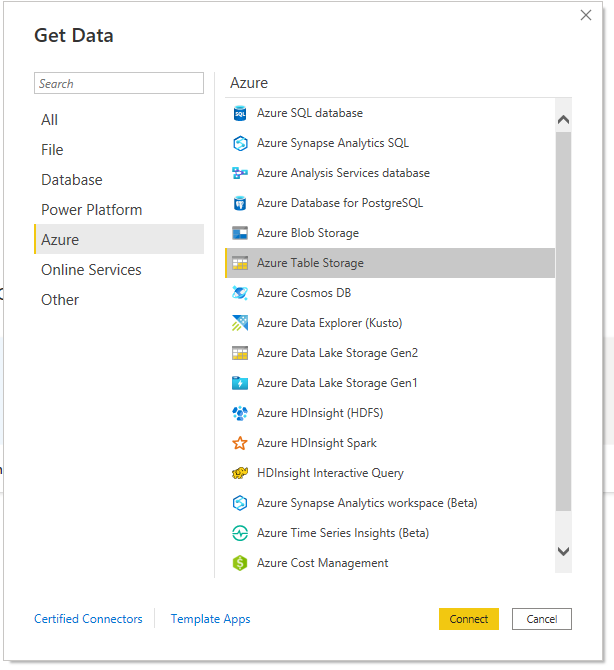 Get Data
Search
All
File
Database
Power Platform
Azure
Online Services
Other
Azure
Azure SQL database
Azure Synapse Analytics SQL
Azure Analysis Services database
Azure Database for PostgreSQL
Azure Blob Storage
Azure Table Storage
Azure Cosmos DB
Azure Data Explorer (Kusto)
Azure Data Lake Storage Gen2
Azure Data Lake Storage Gen1
Azure HDInsight (HDFS)
Azure HDInsight Spark
HDInsight Interactive Query
Azure Synapse Analytics workspace (Beta)
Azure Time Series Insights (Beta)
Azure Cost Management
Certified Connectors
Template Apps
Connect
Cancel